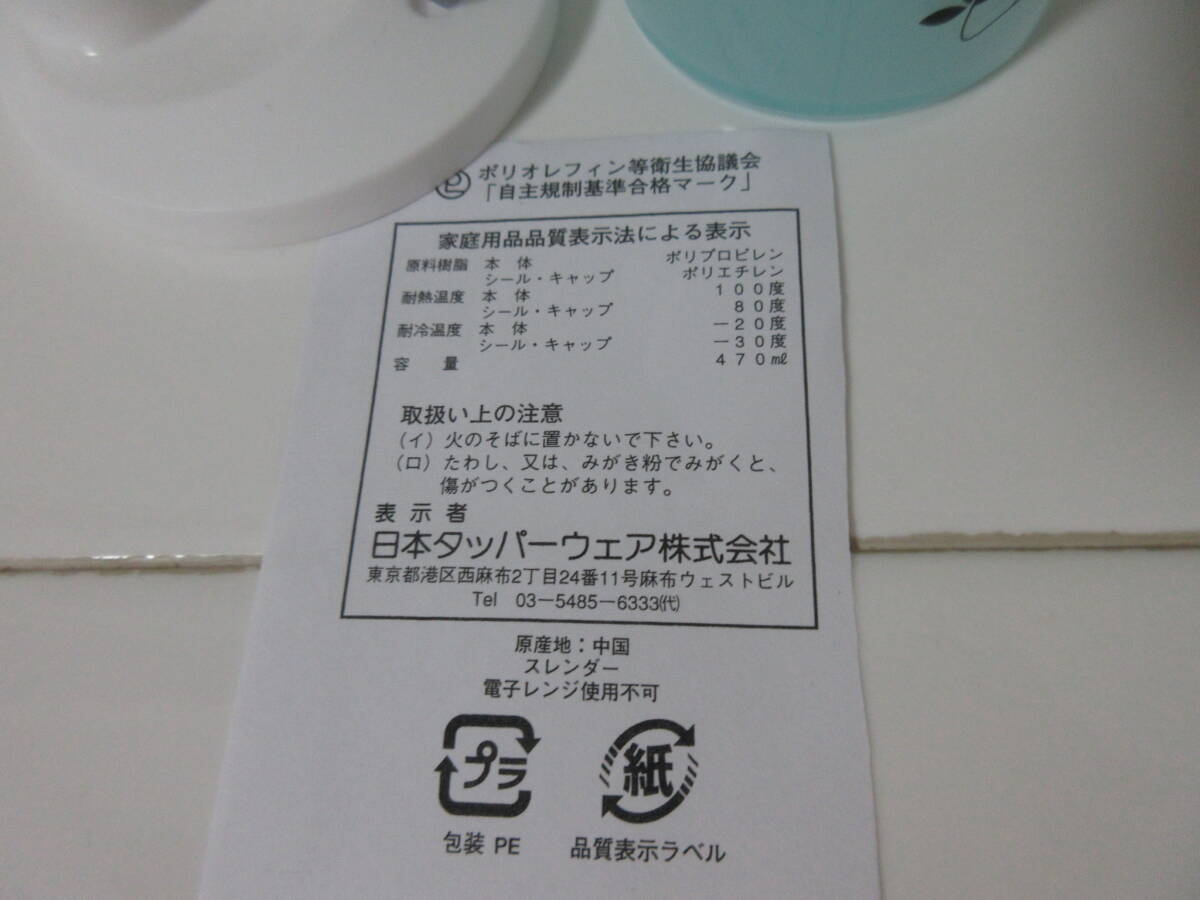 ポリオレフィン等衛生協議会
「自主規制基準合格マーク」
家庭用品品質表示法による表示
原料樹脂 本 体 ポリプロピレン
シール・キャップ ポリエチレン
耐熱温度 本 体 100度
シール・キャップ 80度
耐冷温度 本 体 −20度
シール・キャップ −30度
容 量 470㎖
取扱い上の注意
(イ) 火のそばに置かないで下さい。
(ロ) たわし、又は、みがき粉でみがくと、
傷がつくことがあります。
表 示 者
日本タッパーウェア株式会社
東京都港区西麻布2丁目24番11号麻布ウェストビル
Tel 03−5485−6333㈹
原産地:中国
スレンダー
電子レンジ使用不可
プラ 紙
包装 PE 品質表示ラベル